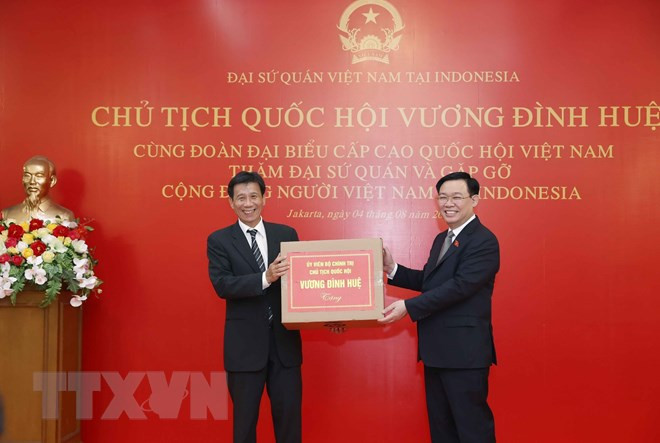 ĐẠI SỨ QUÁN VIỆT NAM TẠI INDONESIA
CHỦ TỊCH QUỐC HỘI VƯƠNG ĐÌNH HUỆ
CÙNG ĐOÀN ĐẠI BIỂU CẤP CAO QUỐC HỘI VIỆT NAM
THĂM ĐẠI SỨ QUÁN VÀ GẶP GỠ
CỘNG ĐỒNG NGƯỜI VIỆT NAM INDONESIA
Jakarta, ngày 04 tháng 08
ỦY VIÊN BỘ CHÍNH TRỊ
CHỦ TỊCH QUỐC HỘI
VƯƠNG ĐÌNH HUỆ
Tặng
TTXVN